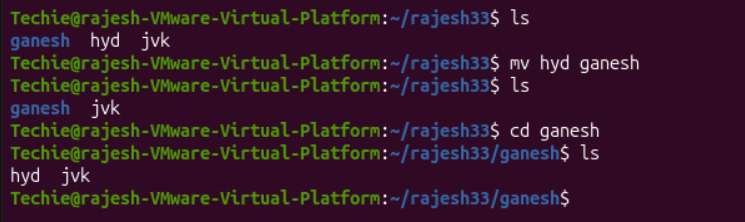 Techie@rajesh-VMware-Virtual-Platform:~/rajesh33$ ls
ganesh  hyd  jvk
Techie@rajesh-VMware-Virtual-Platform:~/rajesh33$ mv hyd ganesh
Techie@rajesh-VMware-Virtual-Platform:~/rajesh33$ ls
ganesh  jvk
Techie@rajesh-VMware-Virtual-Platform:~/rajesh33$ cd ganesh
Techie@rajesh-VMware-Virtual-Platform:~/rajesh33/ganesh$ ls
hyd  jvk
Techie@rajesh-VMware-Virtual-Platform:~/rajesh33/ganesh$